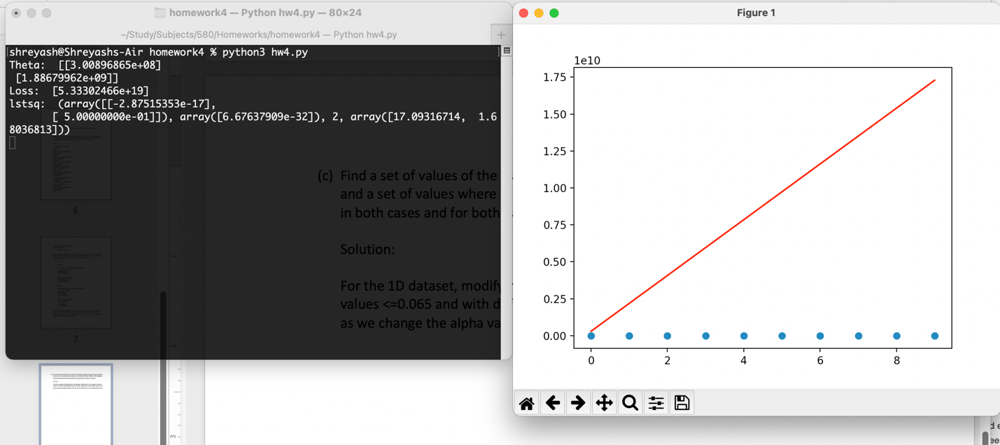 homework4 — Python hw4.py — 80×24
~/Study/Subjects/580/Homeworks/homework4 — Python hw4.py
+
[shreyash@Shreyashs-Air homework4 % python3 hw4.py ]
Theta:  [[3.00896865e+08]
 [1.88679962e+09]]
Loss:  [5.33302466e+19]
lstsq:  (array([[-2.87515353e-17],
       [ 5.00000000e-01]]), array([6.67637909e-32]), 2, array([17.09316714,  1.6
8036813]))
(c) Find a set of values of the
and a set of values where
in both cases and for both
Solution:
For the 1D dataset, modify
values <=0.065 and with d
as we change the alpha va
6
7
1
2
3
Figure 1
1e10
1.75
1.50
1.25
1.00
0.75
0.50
0.25
0.00
0 2 4 6 8